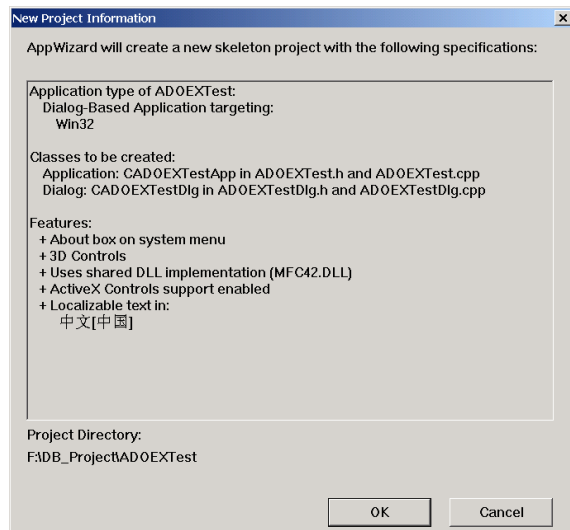 New Project Information
AppWizard will create a new skeleton project with the following specifications:
Application type of ADOEXTest:
Dialog-Based Application targeting:
Win32
Classes to be created:
Application: CADOEXTestApp in ADOEXTest.h and ADOEXTest.cpp
Dialog: CADOEXTestDlg in ADOEXTestDlg.h and ADOEXTestDlg.cpp
Features:
+ About box on system menu
+ 3D Controls
+ Uses shared DLL implementation (MFC42.DLL)
+ ActiveX Controls support enabled
+ Localizable text in:
中文[中国]
Project Directory:
F:\DB_Project\ADOEXTest
OK
Cancel